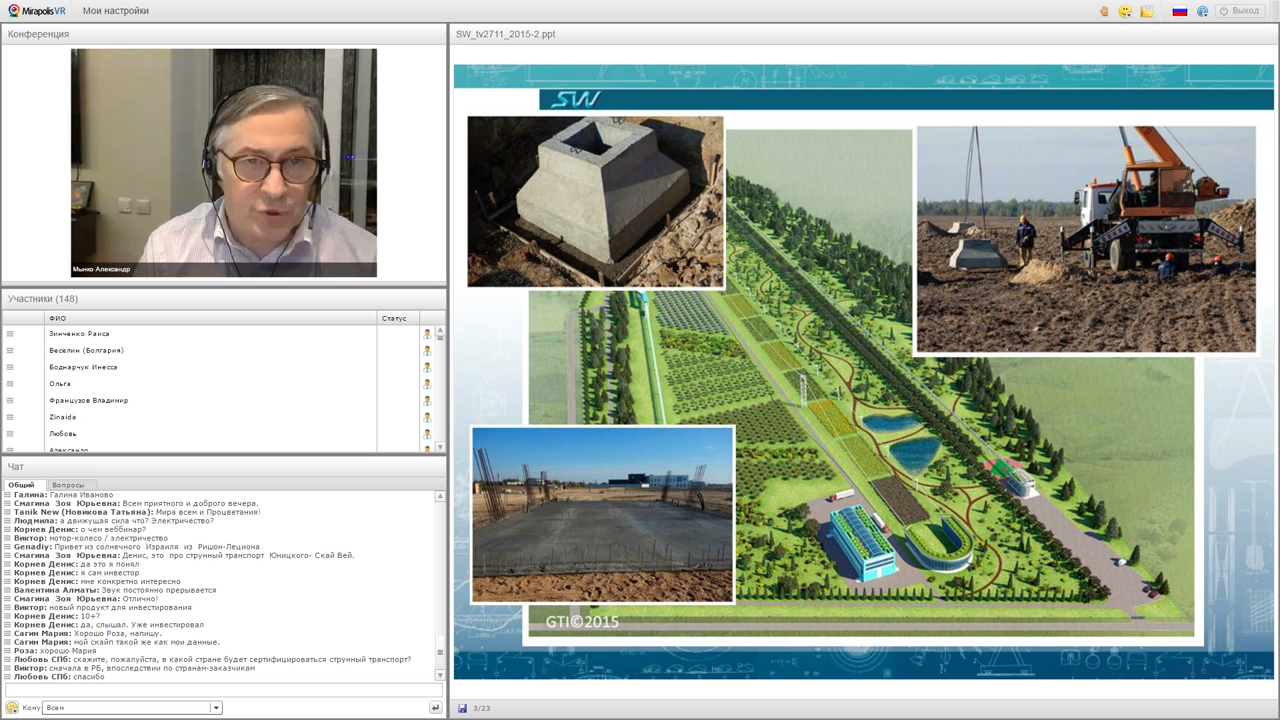 Mirapolis VR
Мои настройки
Выход
Конференция
Мынко Александр
Участники (148)
ФИО
Статус
Зинченко Раиса
Веселин (Болгария)
Боднарчук Инесса
Ольга
Французов Владимир
Zinaida
Любовь
Александр
Чат
Общий
Вопросы
Галина: Галина Иваново
Смагина Зоя Юрьевна: Всем приятного и доброго вечера.
Tanik New (Новикова Татьяна): Мира всем и Процветания!
Людмила: а движущая сила что? Электричество?
Корнев Денис: о чем веббинар?
Виктор: мотор-колесо / электричество
Genadiy: Привет из солнечного Израиля из Ришон-Лециона
Смагина Зоя Юрьевна: Денис, это про струнный транспорт Юницкого- Скай Вей.
Корнев Денис: да это я понял
Корнев Денис: я сам инвестор
Корнев Денис: мне конкретно интересно
Валентина Алматы: Звук постоянно прерывается
Смагина Зоя Юрьевна: Отлично!
Виктор: новый продукт для инвестирования
Корнев Денис: 10+?
Корнев Денис: да, слышал. Уже инвестировал
Сагин Мария: Хорошо Роза, напишу.
Сагин Мария: мой скайп такой же как мои данные.
Роза: хорошо Мария
Любовь СПб: скажите, пожалуйста, в какой стране будет сертифицироваться струнный транспорт?
Виктор: сначала в РБ, впоследствии по странам-заказчикам
Любовь СПб: спасибо
Кому
Всем
SW_tv2711_2015-2.ppt
SW
GTI©2015
3/23